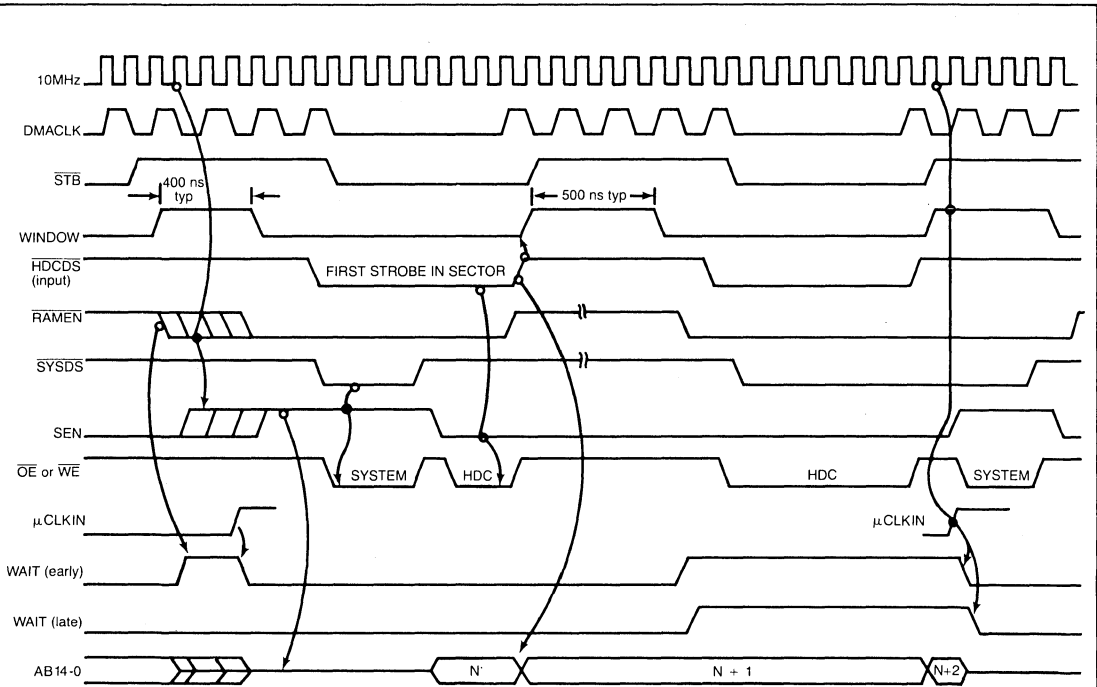 10MHz
DMACLK
STB
400 ns
typ
500 ns typ
WINDOW
HDCDS
(input)
FIRST STROBE IN SECTOR
RAMEN
SYSDS
SEN
OE or WE
SYSTEM
HDC
HDC
SYSTEM
μCLKIN
μCLKIN
WAIT (early)
WAIT (late)
AB14-0
N
N + 1
N+2